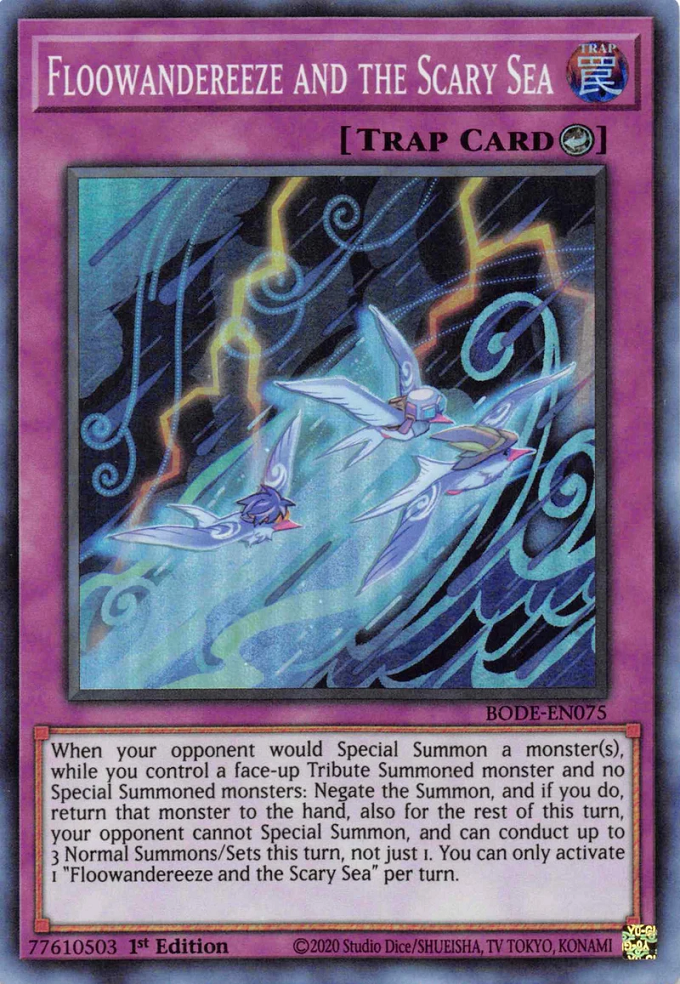 FLOOWANDEREEZE AND THE SCARY SEA
TRAP
罠
[TRAP CARD]
BODE-EN075
When your opponent would Special Summon a monster(s),
while you control a face-up Tribute Summoned monster and no
Special Summoned monsters: Negate the Summon, and if you do,
return that monster to the hand, also for the rest of this turn,
your opponent cannot Special Summon, and can conduct up to
3 Normal Summons/Sets this turn, not just 1. You can only activate
1 "Floowandereeze and the Scary Sea" per turn.
77610503 1st Edition ©2020 Studio Dice/SHUEISHA, TV TOKYO, KONAMI